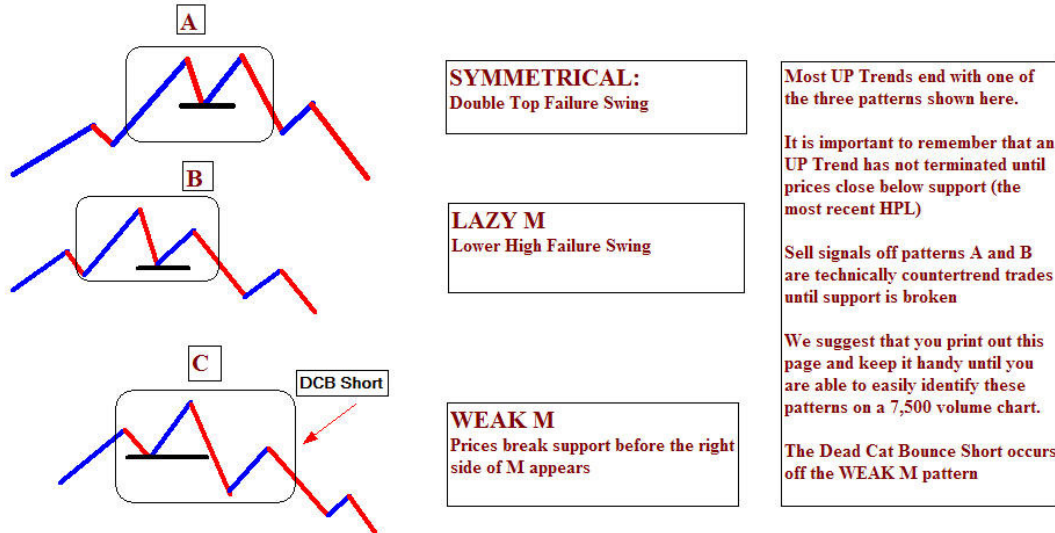 A
SYMMETRICAL:
Double Top Failure Swing
B
LAZY M
Lower High Failure Swing
C
DCB Short
WEAK M
Prices break support before the right
side of M appears
Most UP Trends end with one of
the three patterns shown here.
It is important to remember that an
UP Trend has not terminated until
prices close below support (the
most recent HPL)
Sell signals off patterns A and B
are technically countertrend trades
until support is broken
We suggest that you print out this
page and keep it handy until you
are able to easily identify these
patterns on a 7,500 volume chart.
The Dead Cat Bounce Short occurs
off the WEAK M pattern